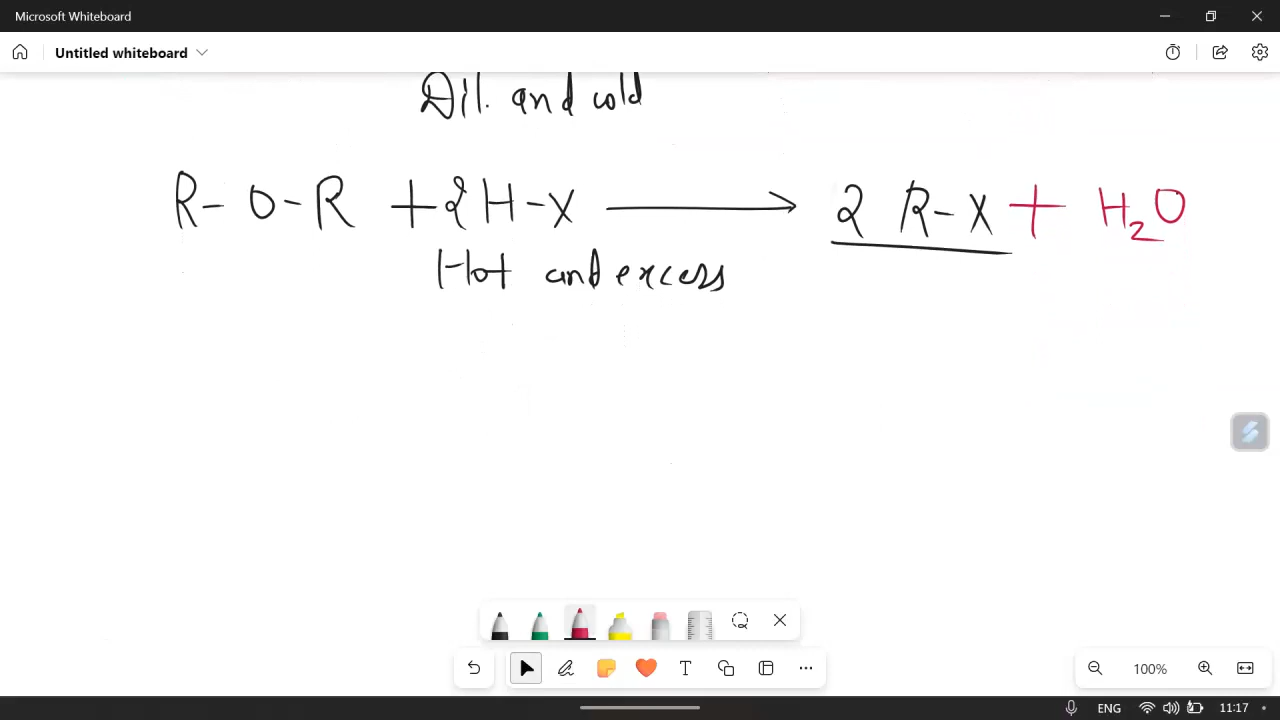 Microsoft Whiteboard
Untitled whiteboard
Dil. and cold
R-O-R + 2H-X ⟶ 2 R-X + H₂O
Hot and excess
T
100%
ENG 11:17